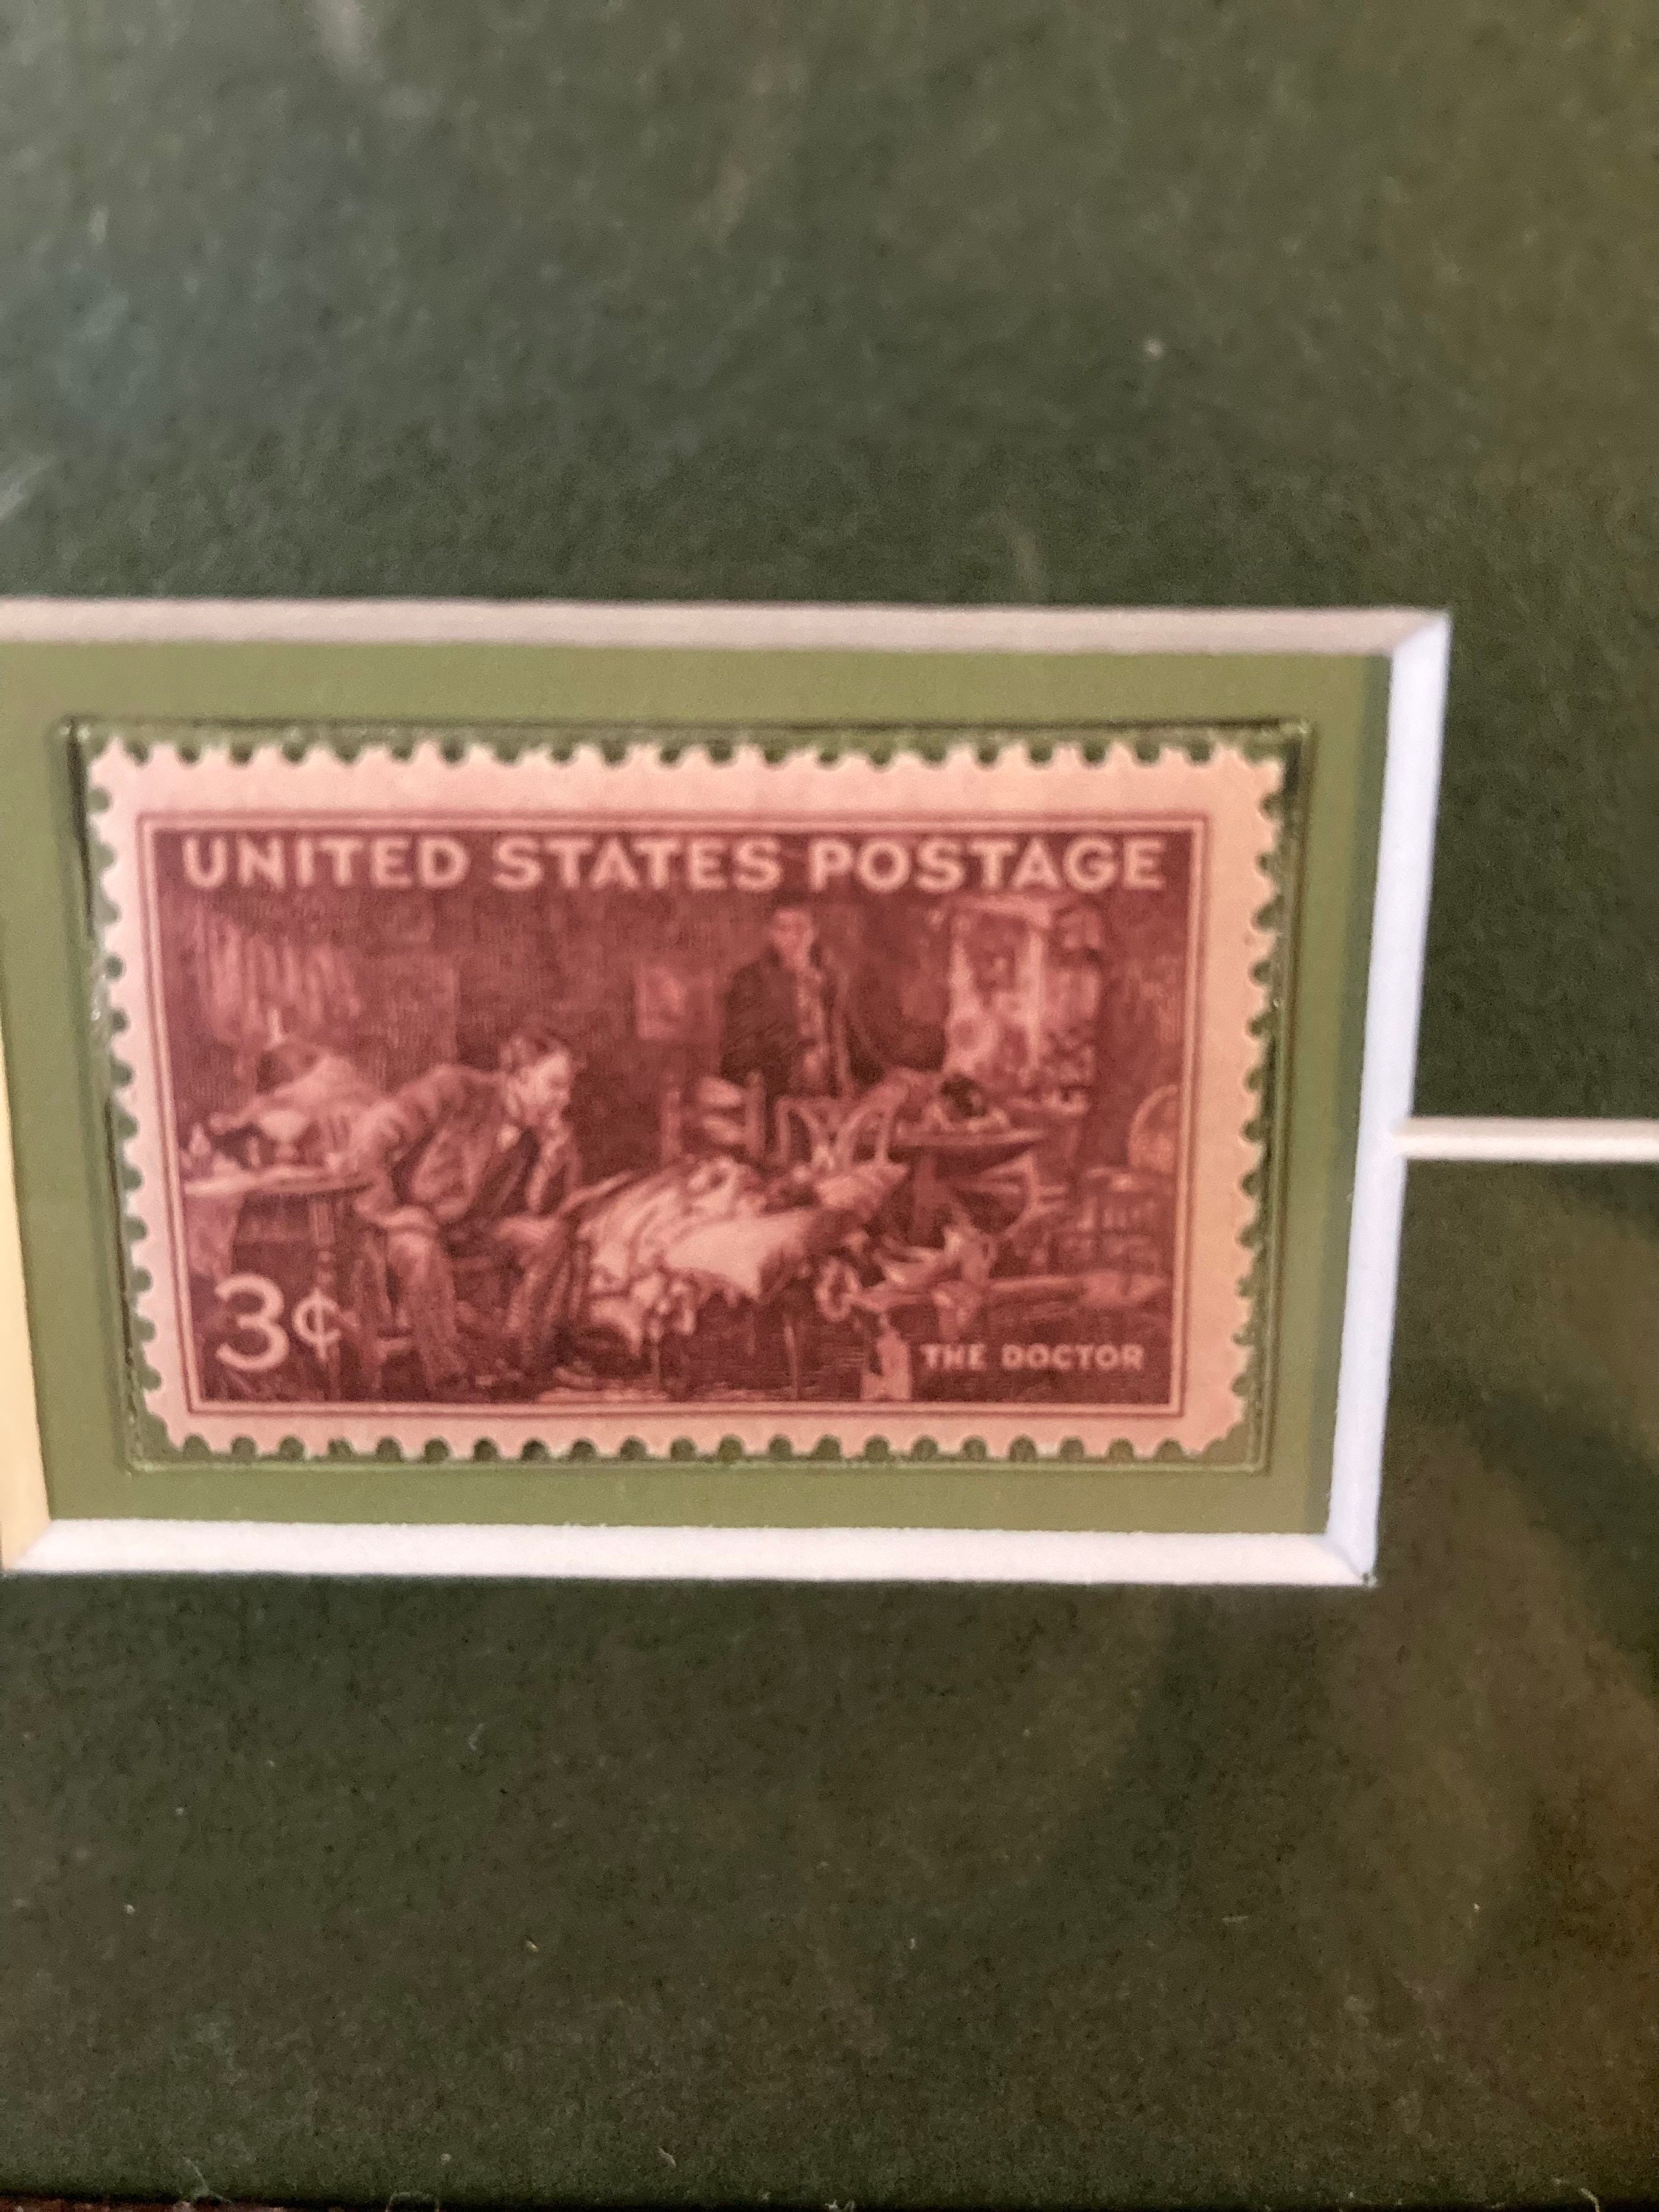 UNITED STATES POSTAGE
3¢
THE DOCTOR